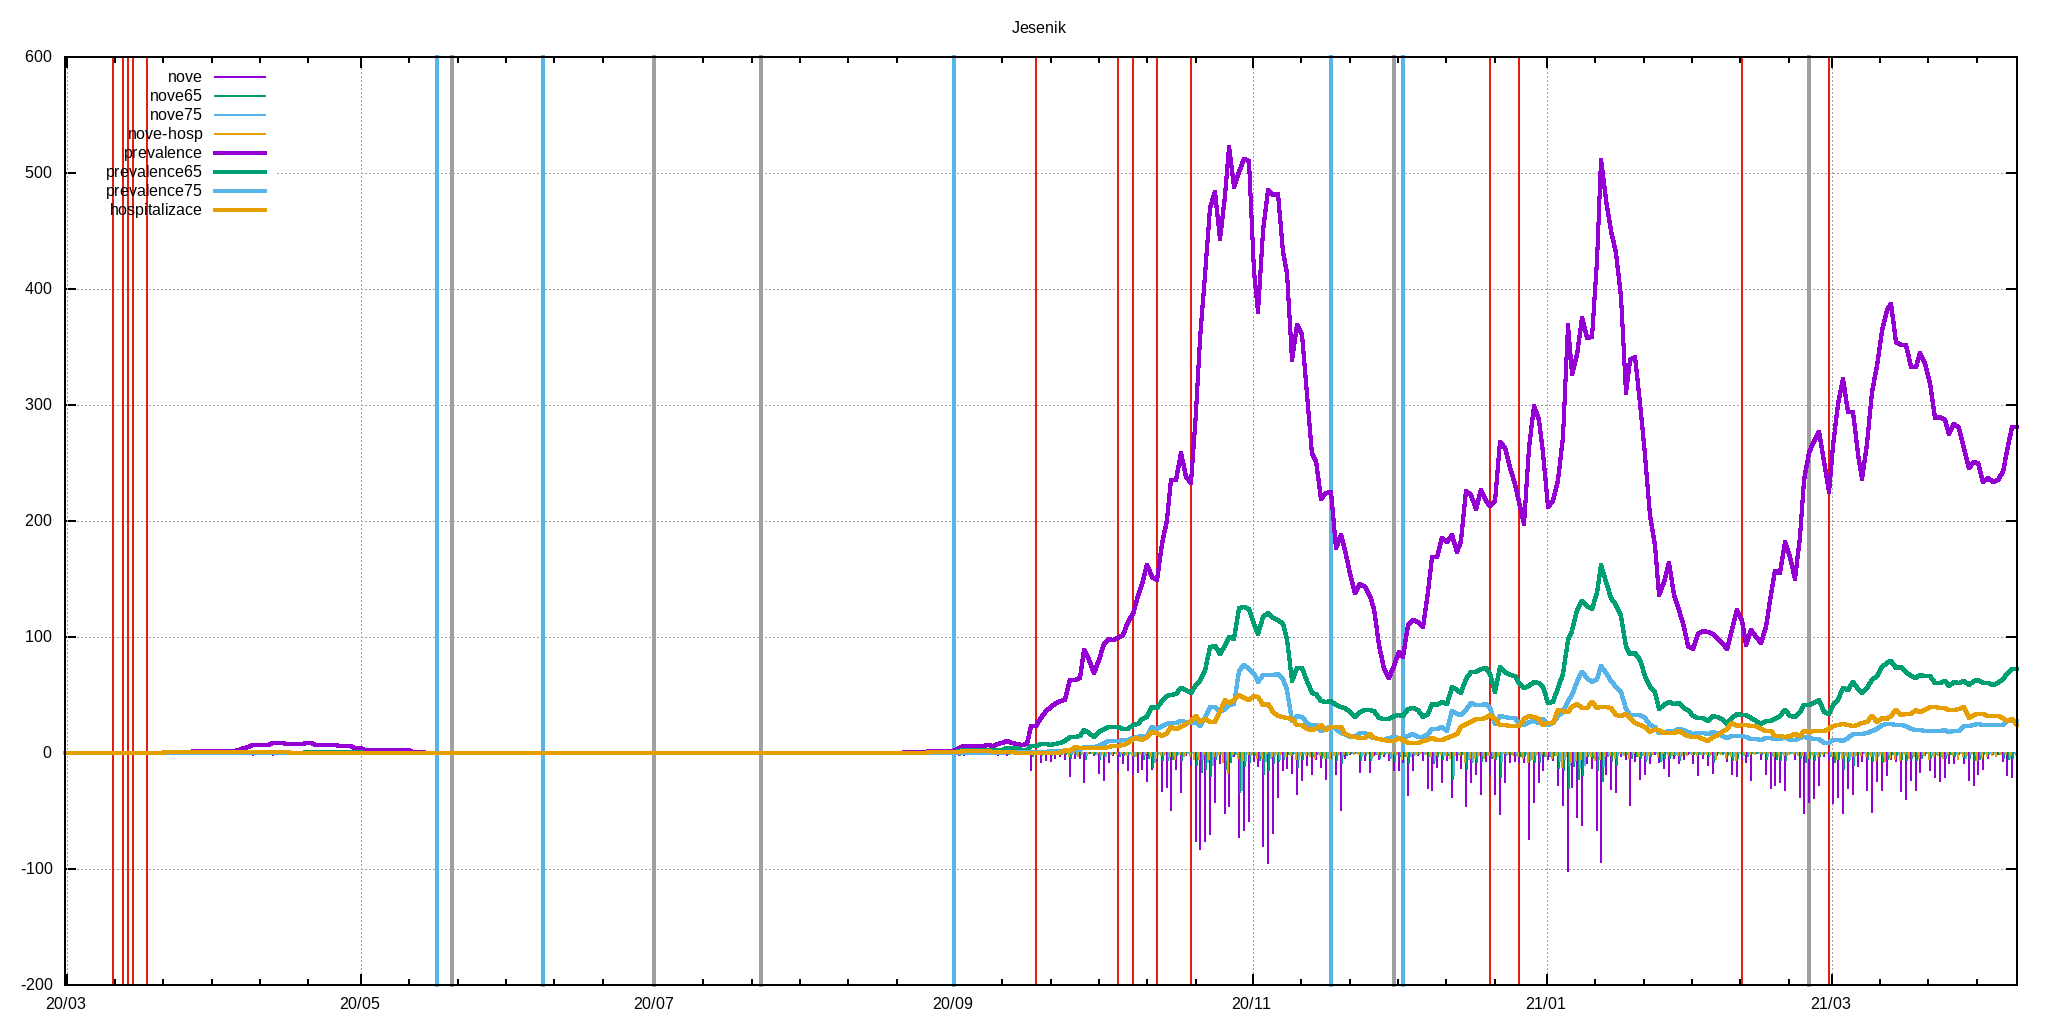 Jesenik
600
500
400
300
200
100
0
-100
-200
nove
nove65
nove75
nove-hosp
prevalence
prevalence65
prevalence75
hospitalizace
20/03 20/05 20/07 20/09 20/11 21/01 21/03